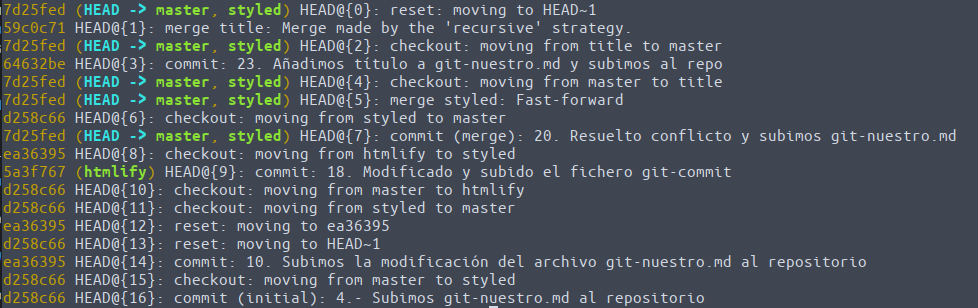 7d25fed (HEAD -> master, styled) HEAD@{0}: reset: moving to HEAD~1
59c0c71 HEAD@{1}: merge title: Merge made by the 'recursive' strategy.
7d25fed (HEAD -> master, styled) HEAD@{2}: checkout: moving from title to master
64632be HEAD@{3}: commit: 23. Añadimos título a git-nuestro.md y subimos al repo
7d25fed (HEAD -> master, styled) HEAD@{4}: checkout: moving from master to title
7d25fed (HEAD -> master, styled) HEAD@{5}: merge styled: Fast-forward
d258c66 HEAD@{6}: checkout: moving from styled to master
7d25fed (HEAD -> master, styled) HEAD@{7}: commit (merge): 20. Resuelto conflicto y subimos git-nuestro.md
ea36395 HEAD@{8}: checkout: moving from htmlify to styled
5a3f767 (htmlify) HEAD@{9}: commit: 18. Modificado y subido el fichero git-commit
d258c66 HEAD@{10}: checkout: moving from master to htmlify
d258c66 HEAD@{11}: checkout: moving from styled to master
ea36395 HEAD@{12}: reset: moving to ea36395
d258c66 HEAD@{13}: reset: moving to HEAD~1
ea36395 HEAD@{14}: commit: 10. Subimos la modificación del archivo git-nuestro.md al repositorio
d258c66 HEAD@{15}: checkout: moving from master to styled
d258c66 HEAD@{16}: commit (initial): 4.- Subimos git-nuestro.md al repositorio